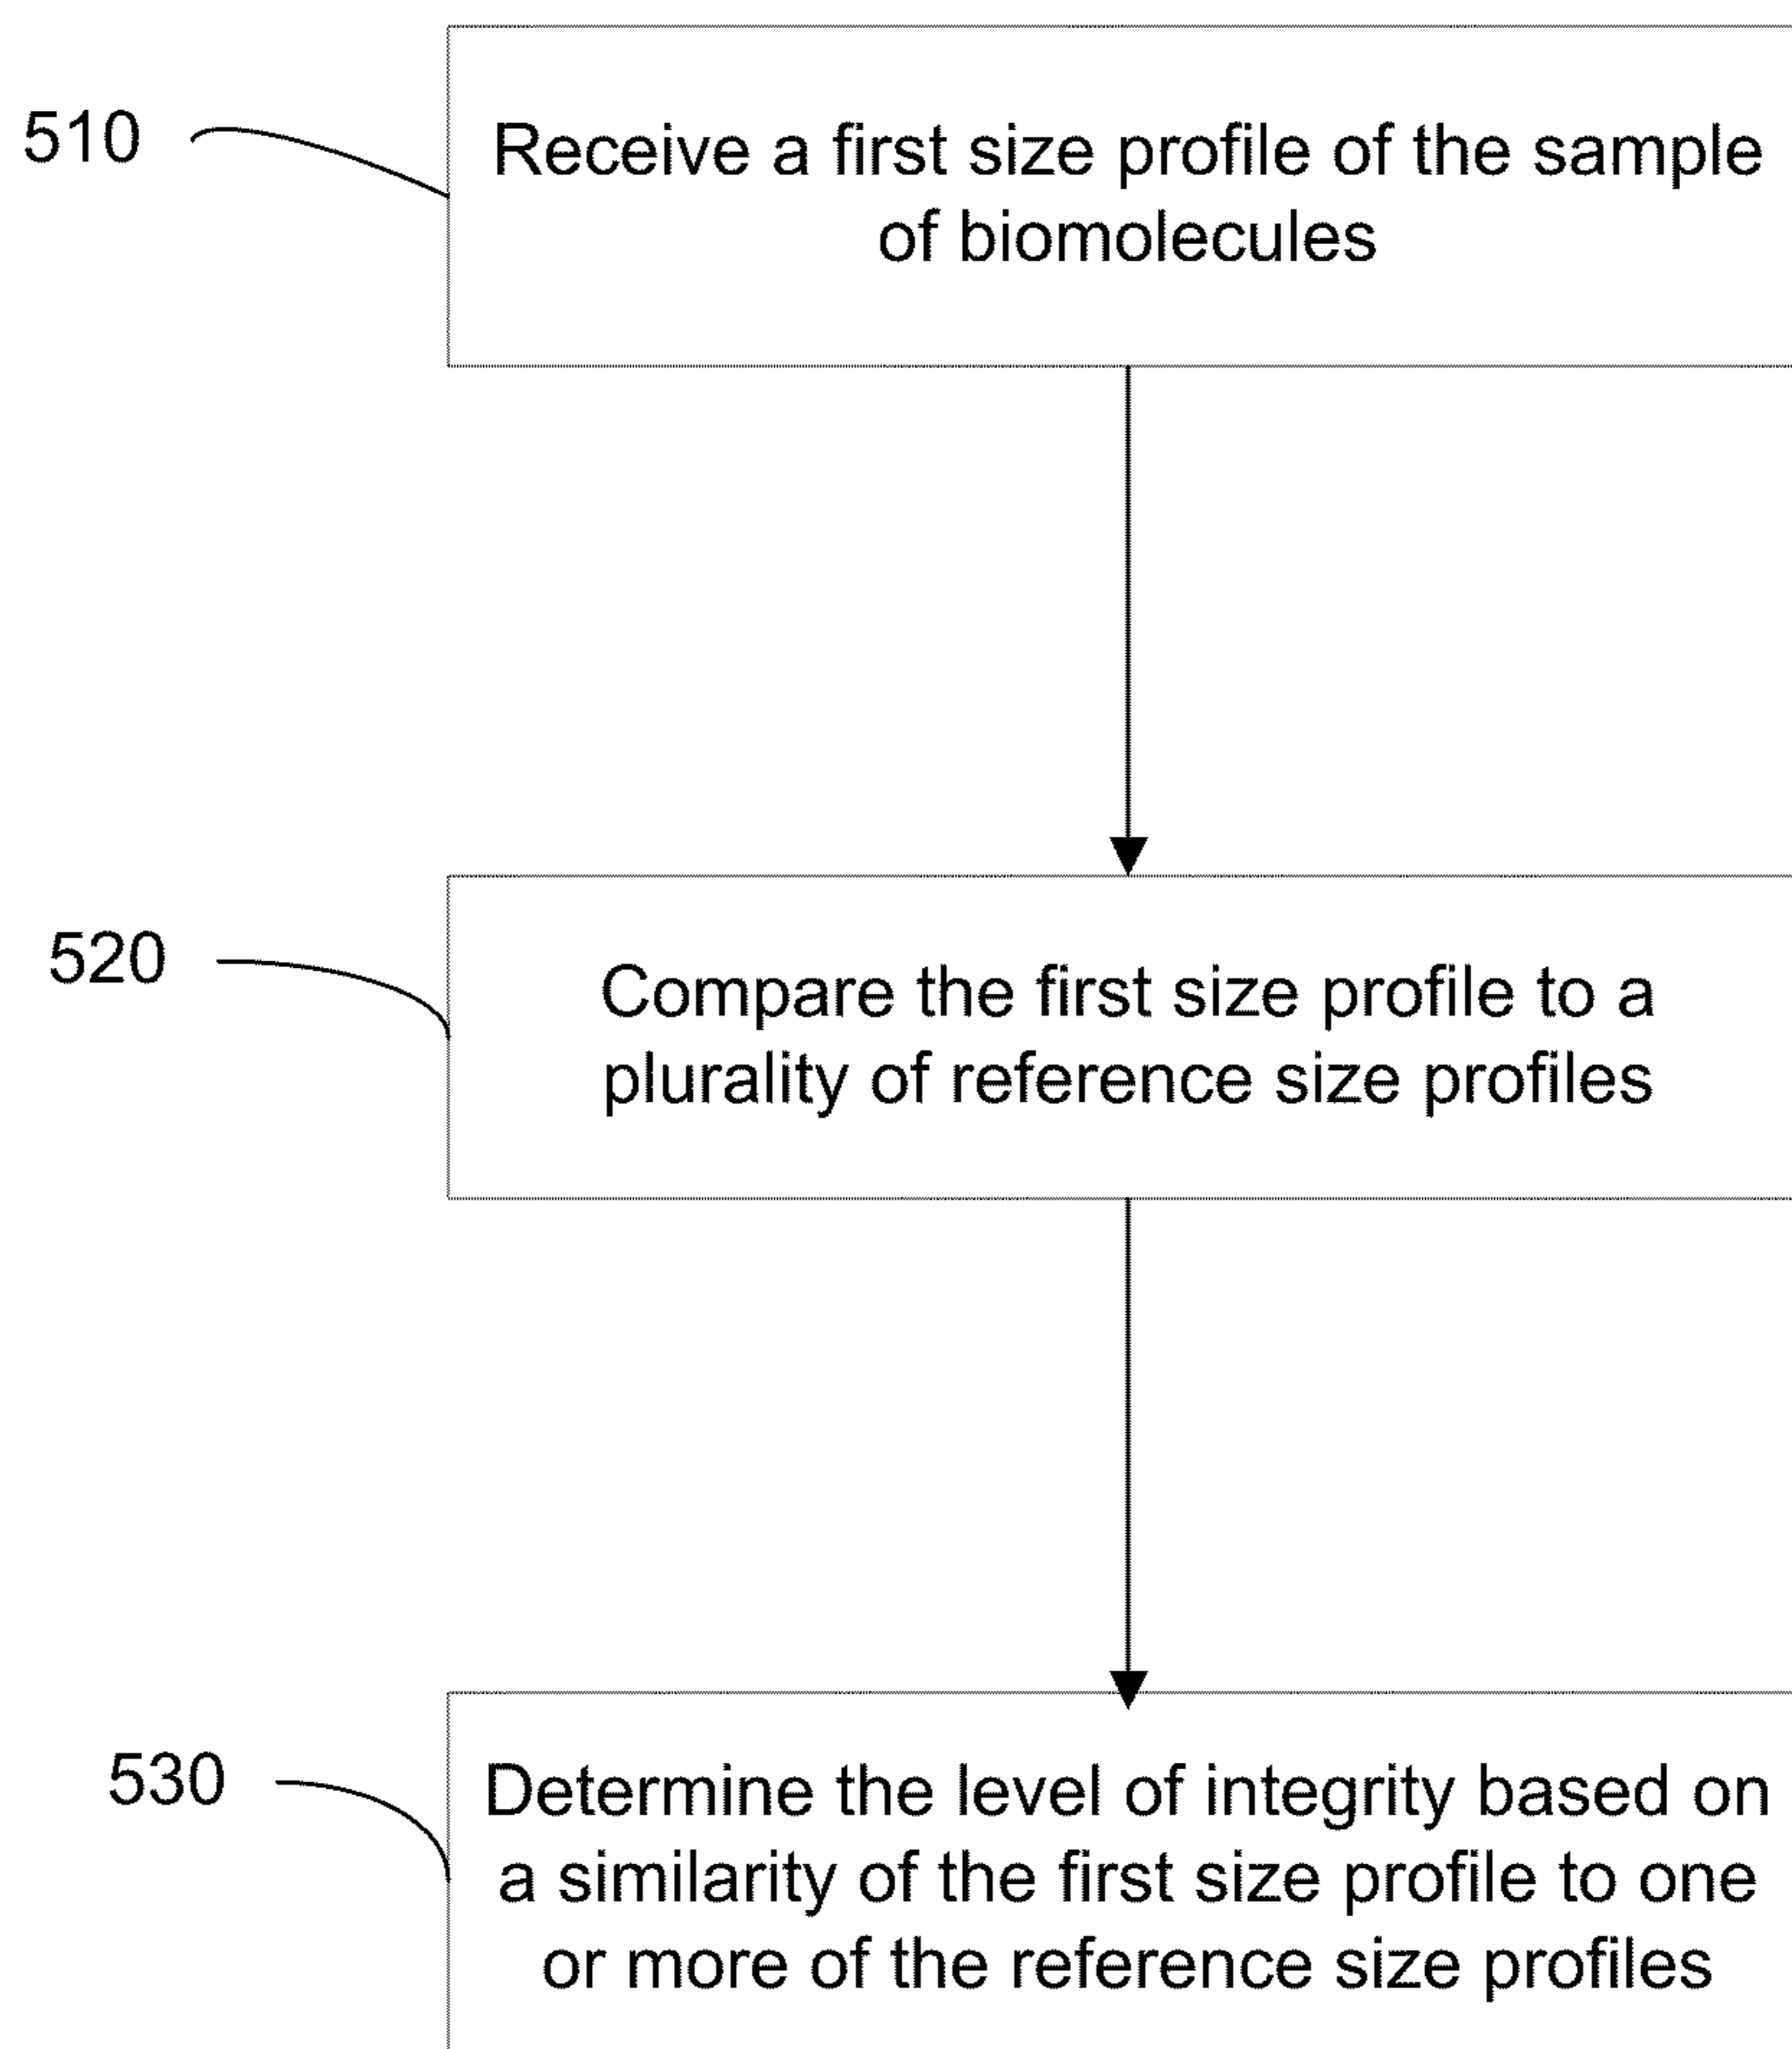 510
Receive a first size profile of the sample
of biomolecules
520
Compare the first size profile to a
plurality of reference size profiles
530
Determine the level of integrity based on
a similarity of the first size profile to one
or more of the reference size profiles